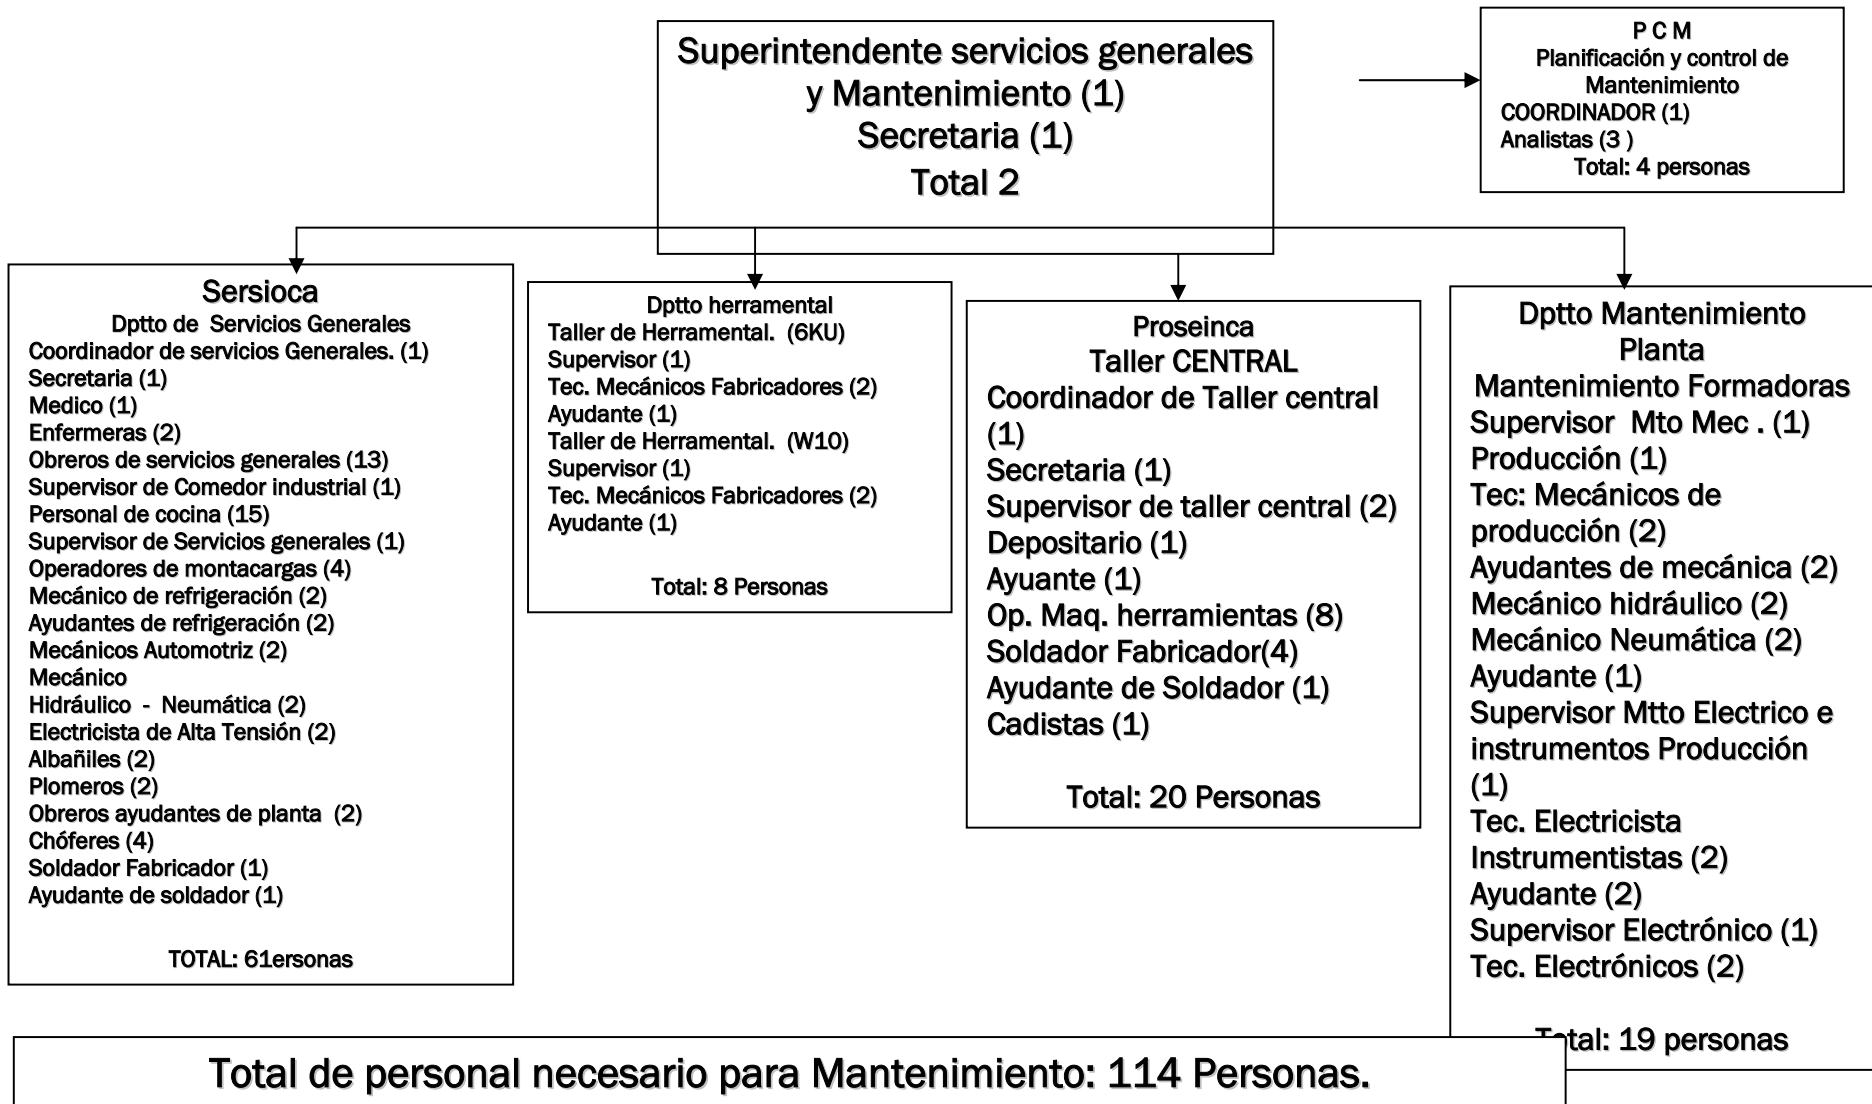 Superintendente servicios generales
y Mantenimiento (1)
Secretaria (1)
Total 2
P C M
Planificación y control de
Mantenimiento
COORDINADOR (1)
Analistas (3 )
Total: 4 personas
Sersioca
Dptto de  Servicios Generales
Coordinador de servicios Generales. (1)
Secretaria (1)
Medico (1)
Enfermeras (2)
Obreros de servicios generales (13)
Supervisor de Comedor industrial (1)
Personal de cocina (15)
Supervisor de Servicios generales (1)
Operadores de montacargas (4)
Mecánico de refrigeración (2)
Ayudantes de refrigeración (2)
Mecánicos Automotriz (2)
Mecánico
Hidráulico  -  Neumática (2)
Electricista de Alta Tensión (2)
Albañiles (2)
Plomeros (2)
Obreros ayudantes de planta  (2)
Chóferes (4)
Soldador Fabricador (1)
Ayudante de soldador (1)
TOTAL: 61ersonas
Dptto herramental
Taller de Herramental.  (6KU)
Supervisor (1)
Tec. Mecánicos Fabricadores (2)
Ayudante (1)
Taller de Herramental.  (W10)
Supervisor (1)
Tec. Mecánicos Fabricadores (2)
Ayudante (1)
Total: 8 Personas
Proseinca
Taller CENTRAL
Coordinador de Taller central
(1)
Secretaria (1)
Supervisor de taller central (2)
Depositario (1)
Ayuante (1)
Op. Maq. herramientas (8)
Soldador Fabricador(4)
Ayudante de Soldador (1)
Cadistas (1)
Total: 20 Personas
Dptto Mantenimiento
Planta
Mantenimiento Formadoras
Supervisor  Mto Mec . (1)
Producción (1)
Tec: Mecánicos de
producción (2)
Ayudantes de mecánica (2)
Mecánico hidráulico (2)
Mecánico Neumática (2)
Ayudante (1)
Supervisor Mtto Electrico e
instrumentos Producción
(1)
Tec. Electricista
Instrumentistas (2)
Ayudante (2)
Supervisor Electrónico (1)
Tec. Electrónicos (2)
Total: 19 personas
Total de personal necesario para Mantenimiento: 114 Personas.